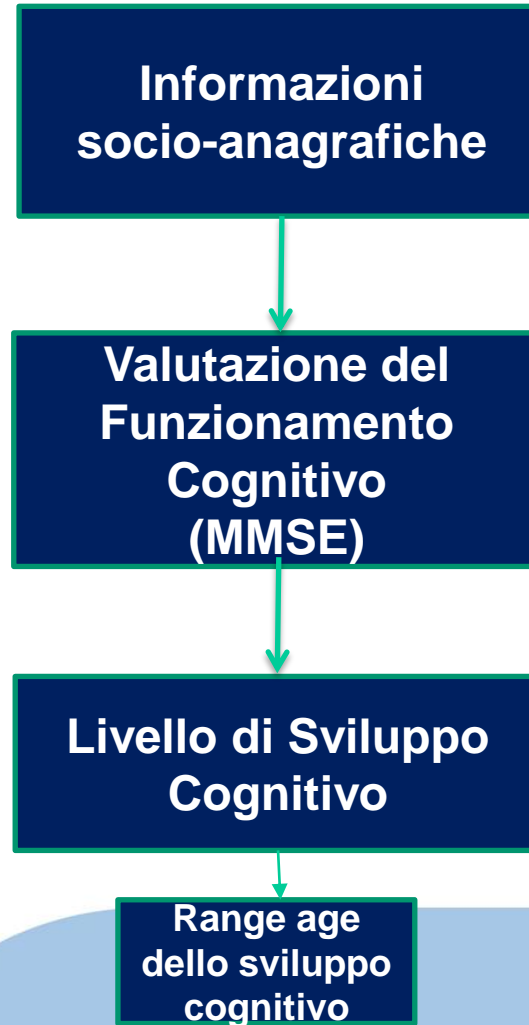 Informazioni
socio-anagrafiche
Valutazione del
Funzionamento
Cognitivo
(MMSE)
Livello di Sviluppo
Cognitivo
Range age
dello sviluppo
cognitivo